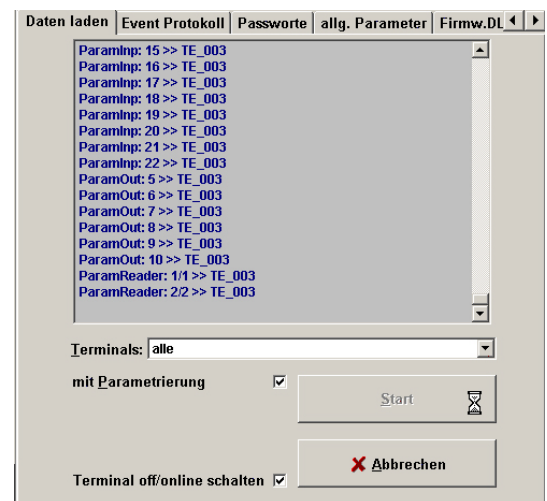 Daten laden Event Protokoll Passworte allg. Parameter Firmw.DL
ParamInp: 15 >> TE_003
ParamInp: 16 >> TE_003
ParamInp: 17 >> TE_003
ParamInp: 18 >> TE_003
ParamInp: 19 >> TE_003
ParamInp: 20 >> TE_003
ParamInp: 21 >> TE_003
ParamInp: 22 >> TE_003
ParamOut: 5 >> TE_003
ParamOut: 6 >> TE_003
ParamOut: 7 >> TE_003
ParamOut: 8 >> TE_003
ParamOut: 9 >> TE_003
ParamOut: 10 >> TE_003
ParamReader: 1/1 >> TE_003
ParamReader: 2/2 >> TE_003
Terminals: alle
mit Parametrierung
Start
Abbrechen
Terminal off/online schalten